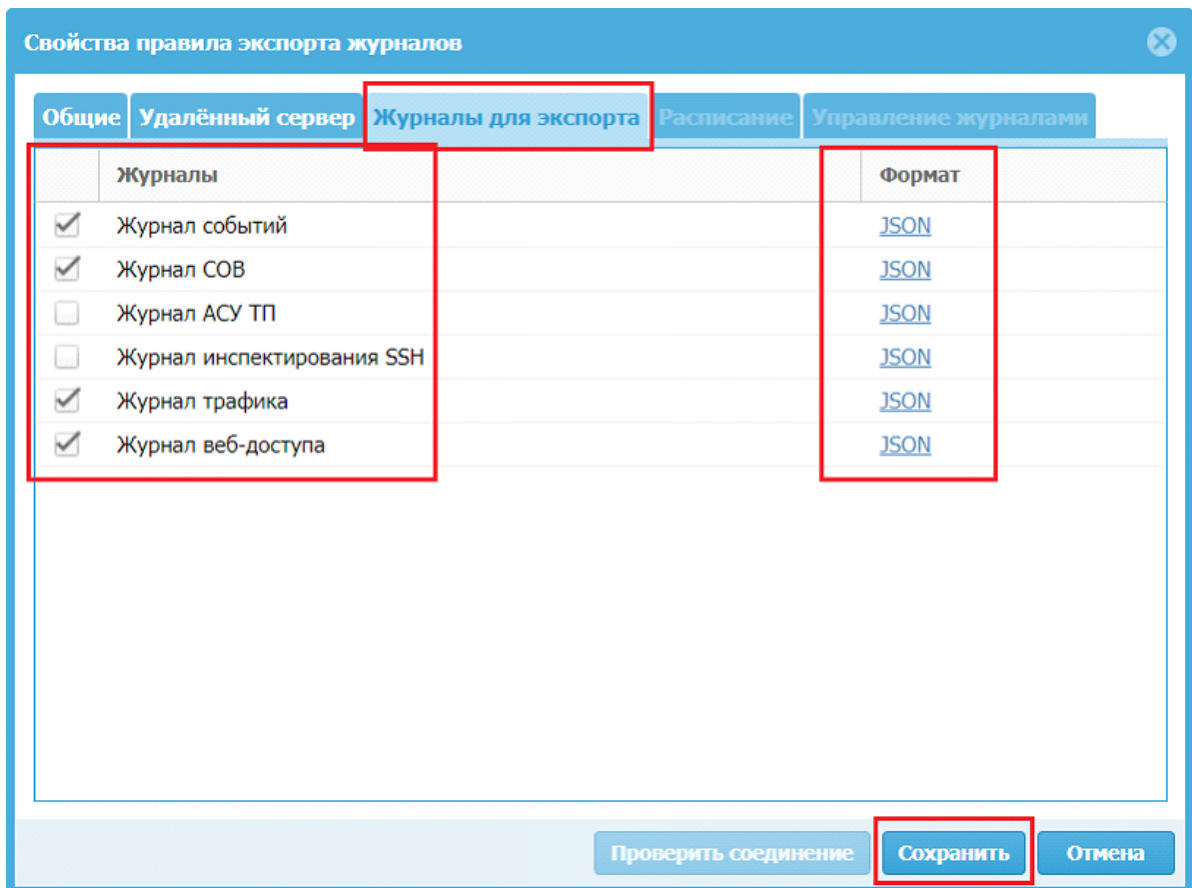 Свойства правила экспорта журналов
Общие Удалённый сервер Журналы для экспорта Расписание Управление журналами
Журналы Формат
Журнал событий JSON
Журнал СОВ JSON
Журнал АСУ ТП JSON
Журнал инспектирования SSH JSON
Журнал трафика JSON
Журнал веб-доступа JSON
Проверить соединение Сохранить Отмена